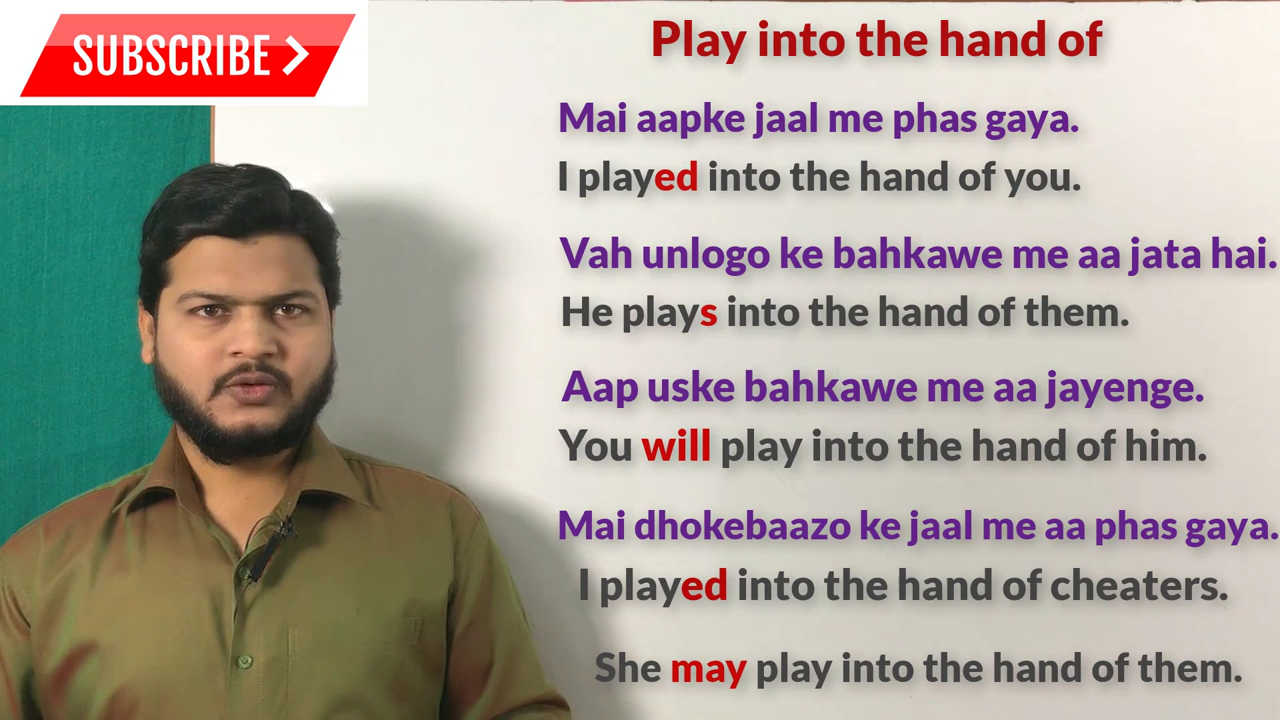 SUBSCRIBE
Play into the hand of
Mai aapke jaal me phas gaya.
I played into the hand of you.
Vah unlogo ke bahkawe me aa jata hai.
He plays into the hand of them.
Aap uske bahkawe me aa jayenge.
You will play into the hand of him.
Mai dhokebaazo ke jaal me aa phas gaya.
I played into the hand of cheaters.
She may play into the hand of them.